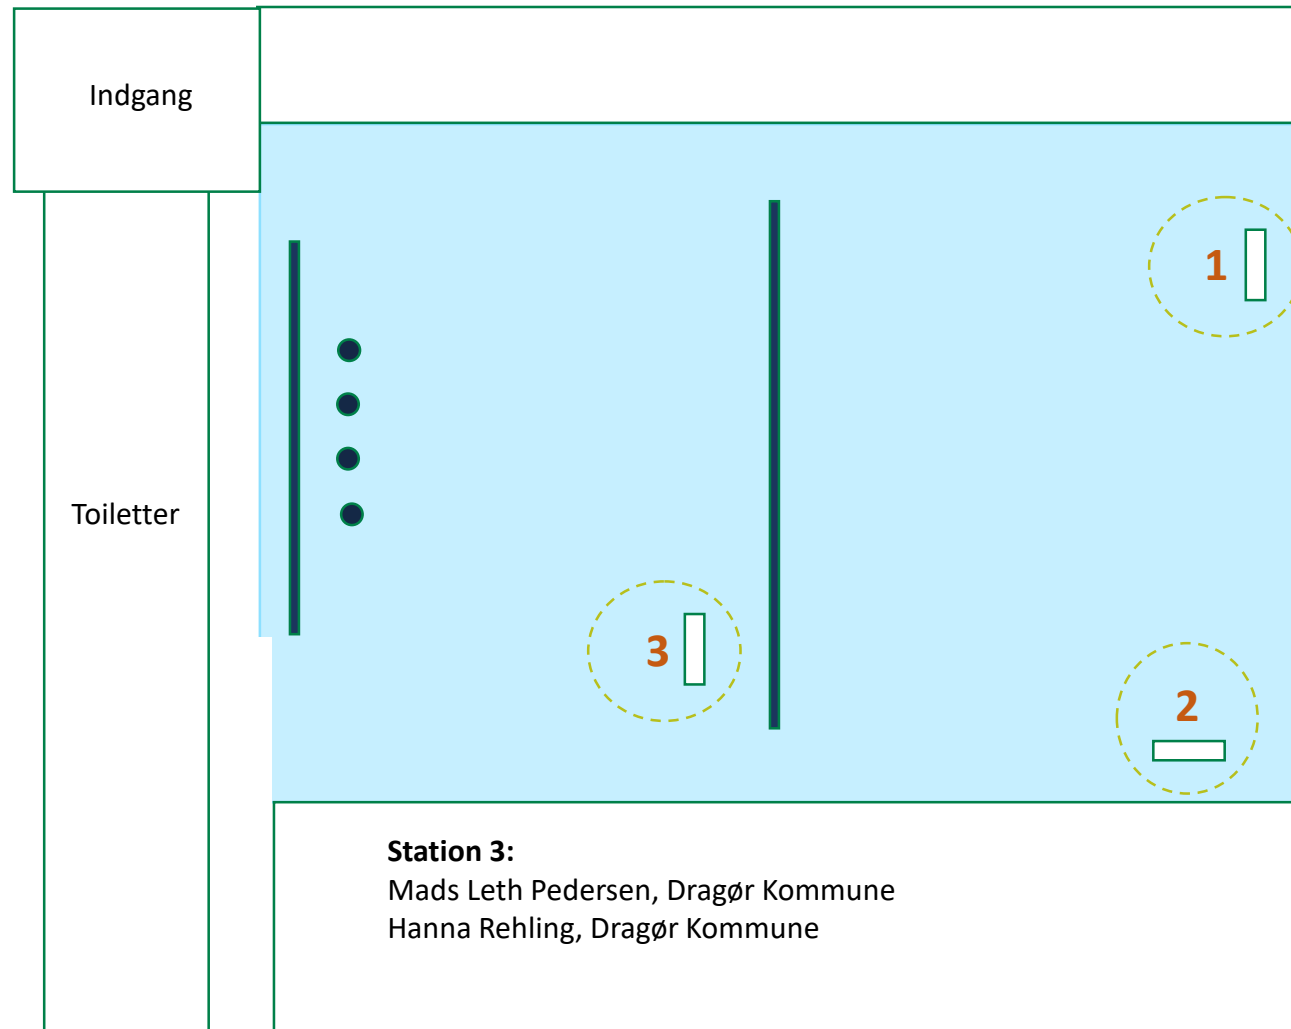 Indgang
1
Toiletter
3
2
Station 3:
Mads Leth Pedersen, Dragør Kommune
Hanna Rehling, Dragør Kommune